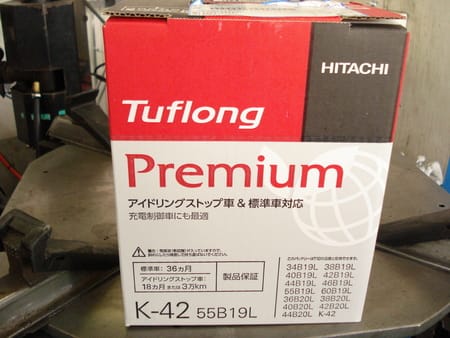 HITACHI
Tuflong
Premium
アイドリングストップ車 & 標準車対応
充電制御車にも最適
標準車：36ヵ月
アイドリングストップ車：
18ヵ月 または 3万km
製品保証
34B19L 38B19L
40B19L 42B19L
44B19L 46B19L
55B19L 60B19L
36B20L 38B20L
40B20L 42B20L
44B20L K-42
K-42 55B19L